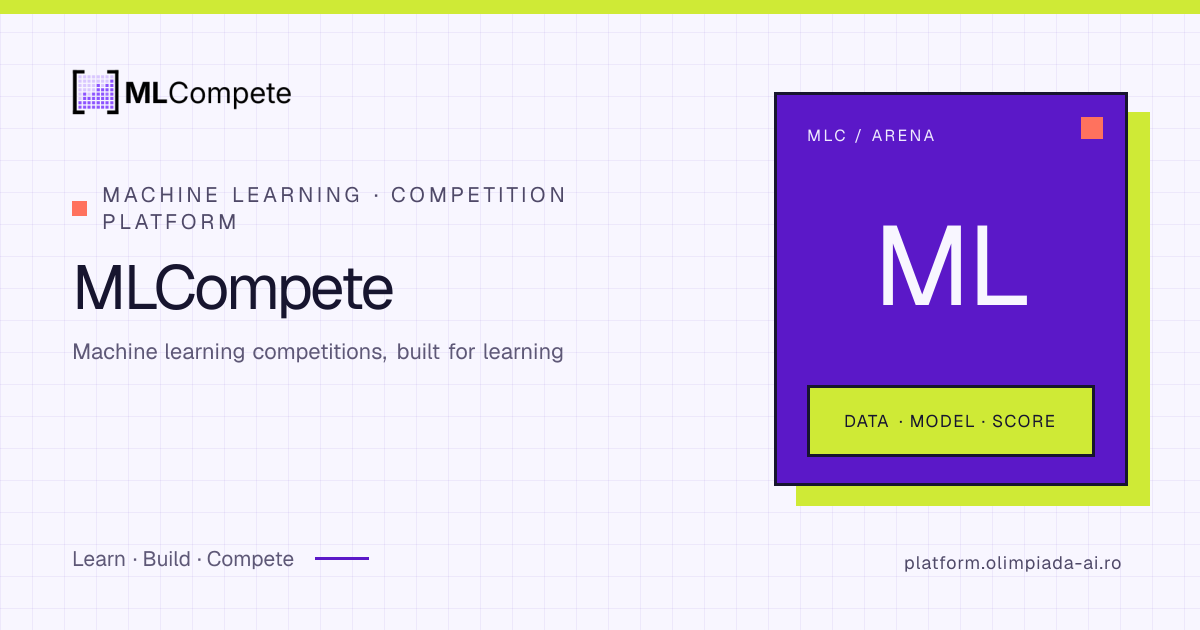 MLCompete
MACHINE LEARNING · COMPETITION
PLATFORM
MLCompete
Machine learning competitions, built for learning
Learn · Build · Compete
MLC / ARENA
ML
DATA · MODEL · SCORE
platform.olimpiada-ai.ro